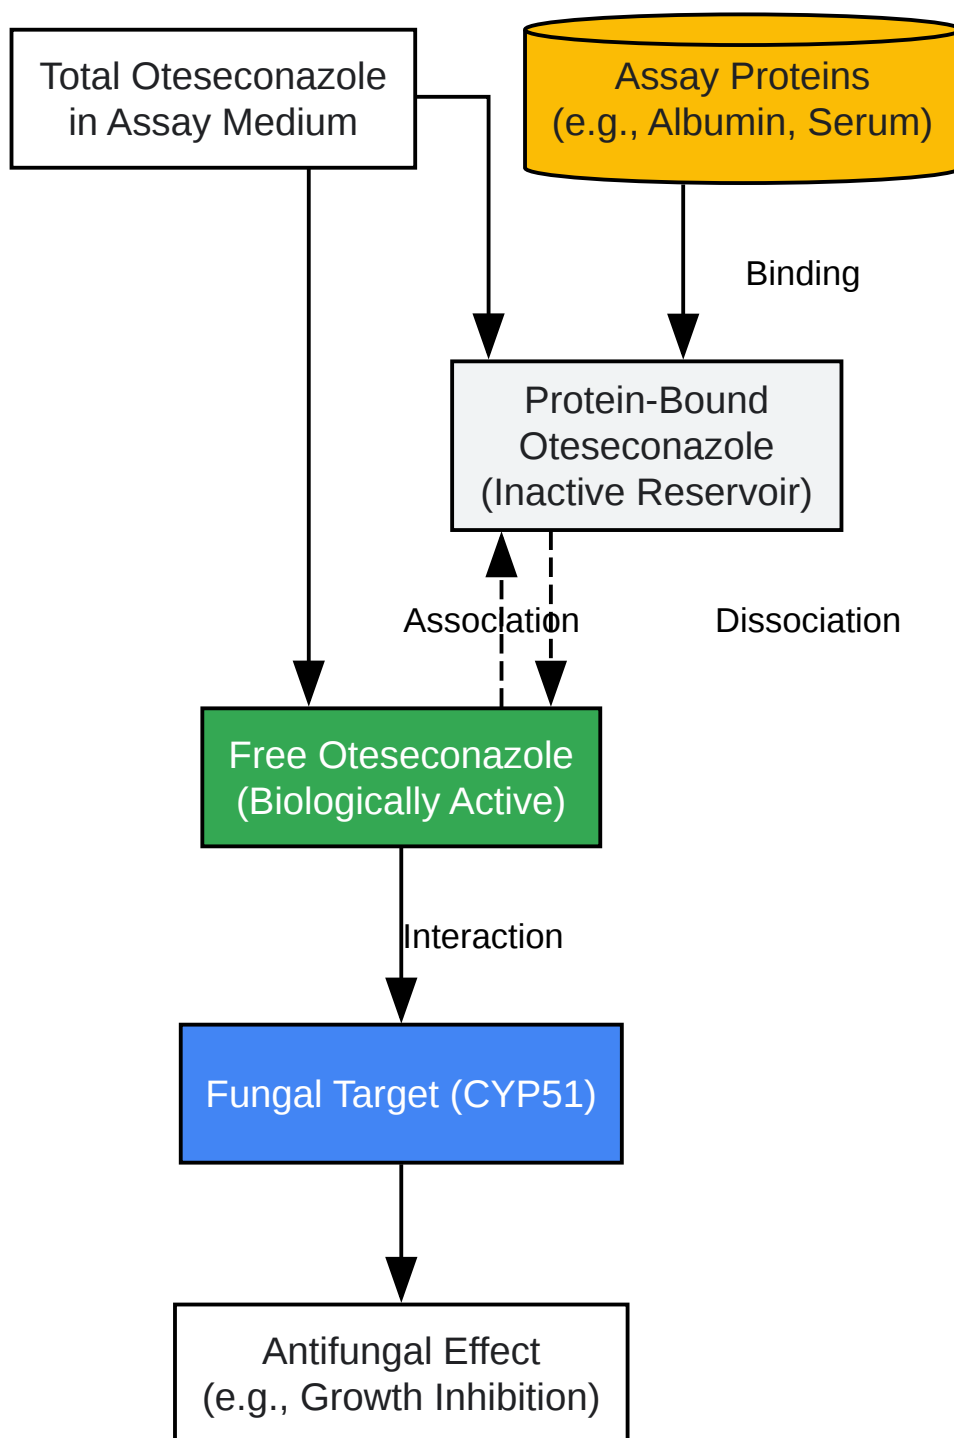 Total Oteseconazole
in Assay Medium
Assay Proteins
(e.g., Albumin, Serum)
Binding
Protein-Bound
Oteseconazole
(Inactive Reservoir)
Association
Dissociation
Free Oteseconazole
(Biologically Active)
Interaction
Fungal Target (CYP51)
Antifungal Effect
(e.g., Growth Inhibition)